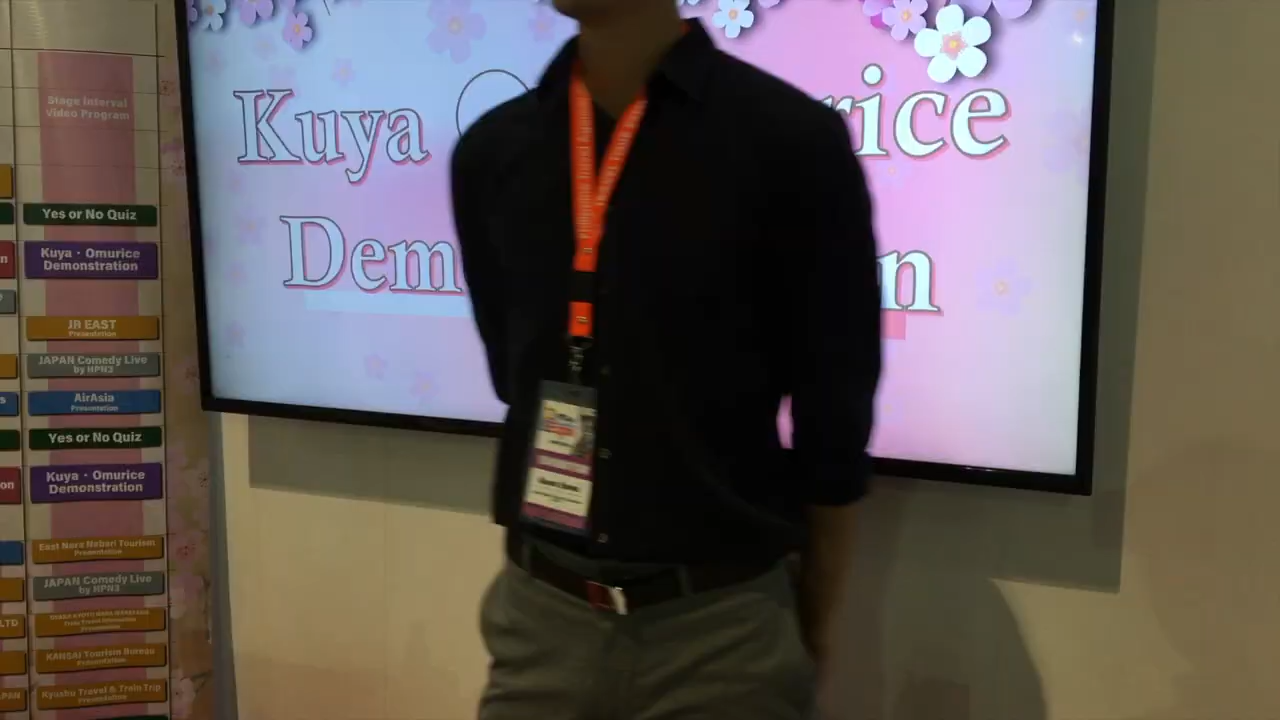 Stage Interval
Video Program
Yes or No Quiz
Kuya・Omurice
Demonstration
JR EAST
Presentation
JAPAN Comedy Live
by HPN3
AirAsia
Presentation
Yes or No Quiz
Kuya・Omurice
Demonstration
East Nara Nabari Tourism
Presentation
JAPAN Comedy Live
by HPN3
Presentation
KANSAI Tourism Bureau
Presentation
Kyushu Travel & Train Trip
Presentation
LTD
Kuya rice
Dem n